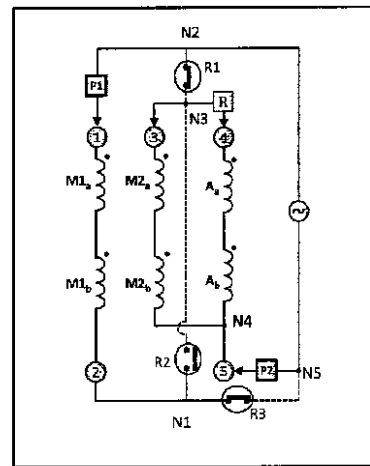 N2
P1 R1
R
N3
1 3 4
M1a M2a Aa
M1b M2b Ab
N4
R2
2 5 P2 N5
R3
N1